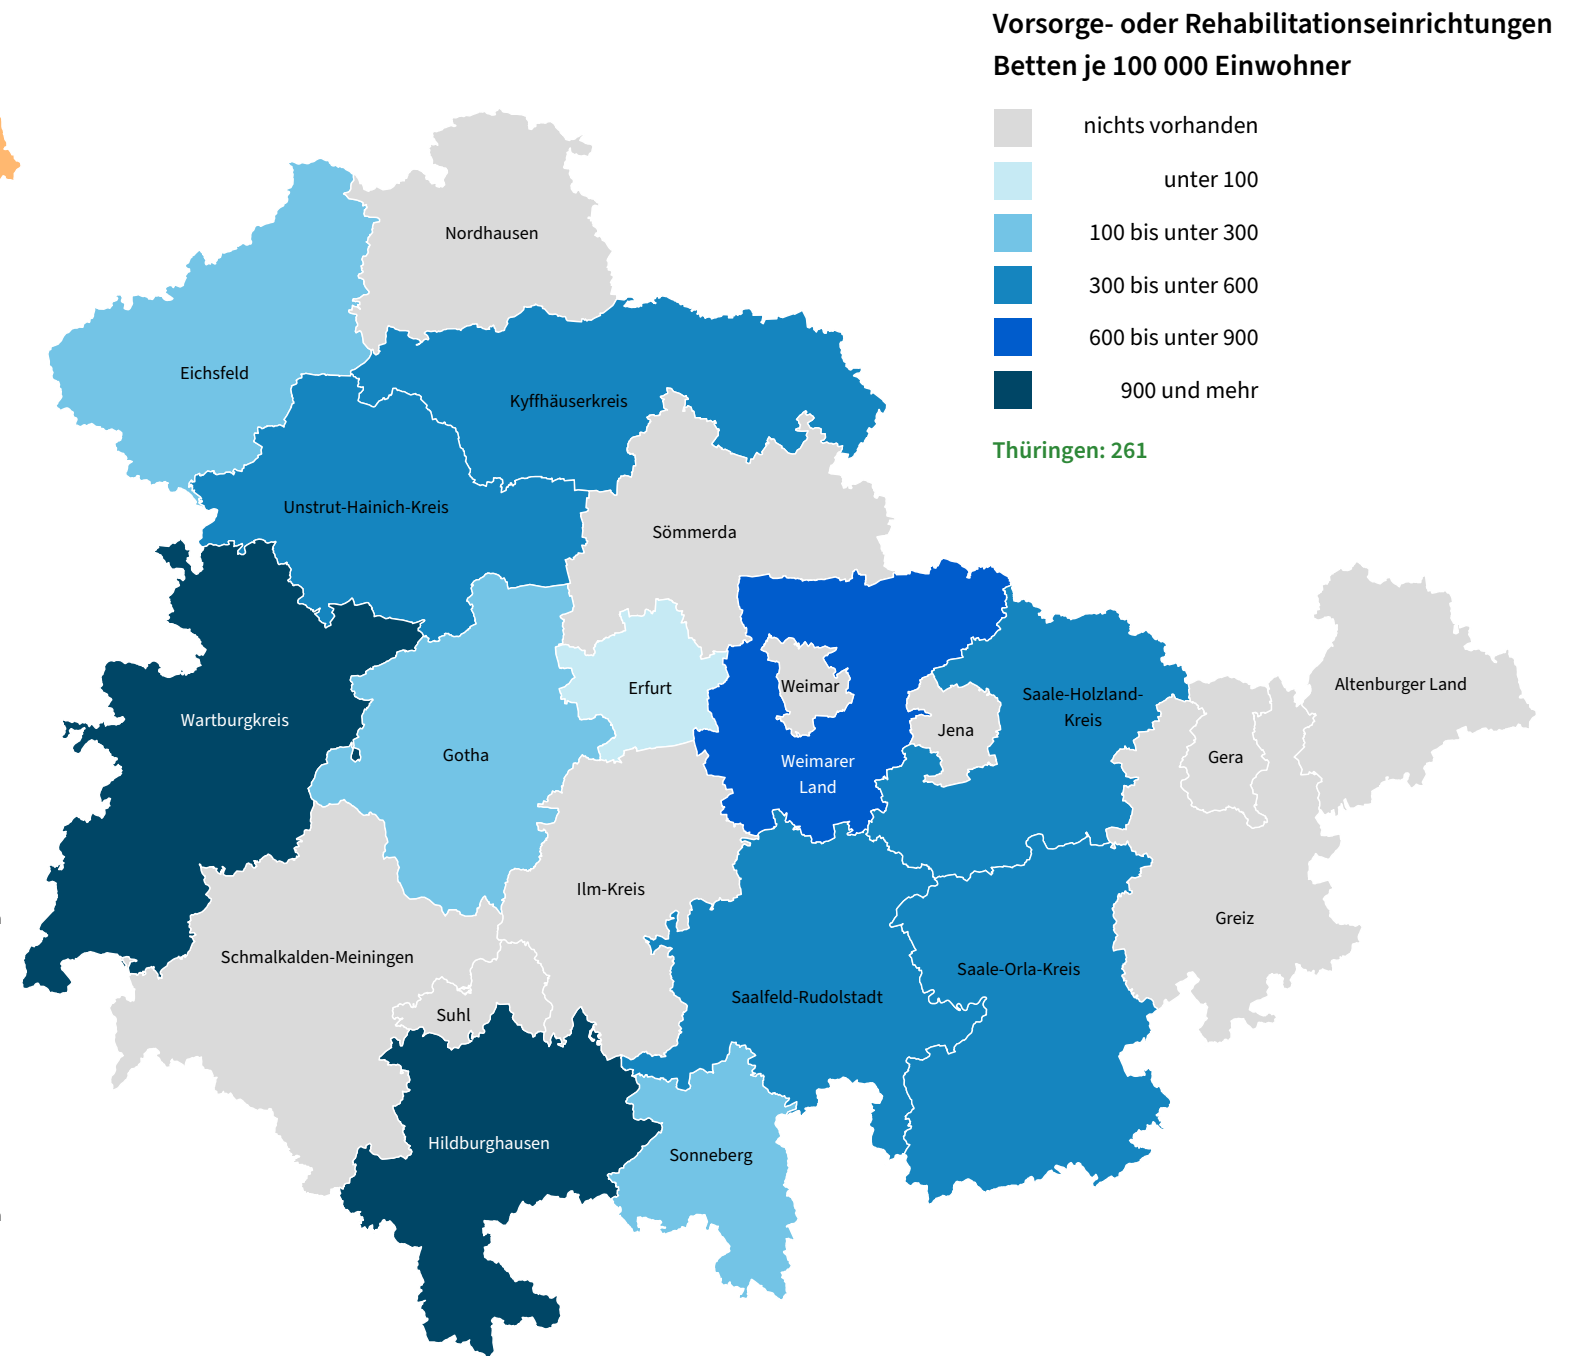 Vorsorge- oder Rehabilitationseinrichtungen
Betten je 100 000 Einwohner
nichts vorhanden
unter 100
100 bis unter 300
300 bis unter 600
600 bis unter 900
900 und mehr
Thüringen: 261
Nordhausen
Eichsfeld
Kyffhäuserkreis
Unstrut-Hainich-Kreis
Sömmerda
Altenburger Land
Weimar
Erfurt
Saale-Holzland-
Kreis
Wartburgkreis
Jena
Gotha
Gera
Weimarer
Land
Ilm-Kreis
Greiz
Schmalkalden-Meiningen
Saale-Orla-Kreis
Saalfeld-Rudolstadt
Suhl
Hildburghausen
Sonneberg